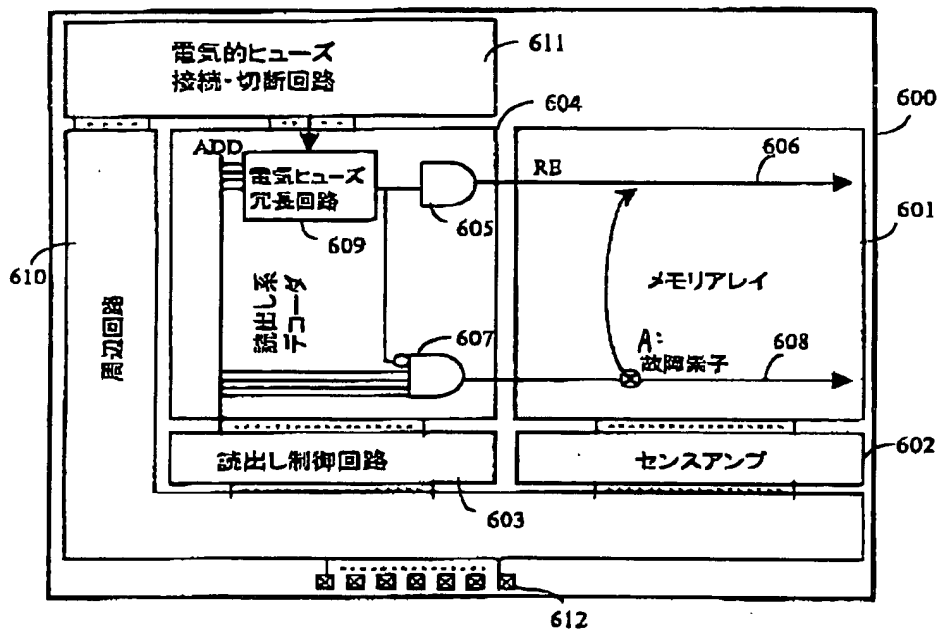 電気的ヒューズ
接続・切断回路
611
604
600
ADD
電気ヒューズ
冗長回路
609
605
RE
606
601
610
周辺回路
読出し系
デコーダ
607
メモリアレイ
A:
故障素子
608
読出し制御回路
603
センスアンプ
602
612